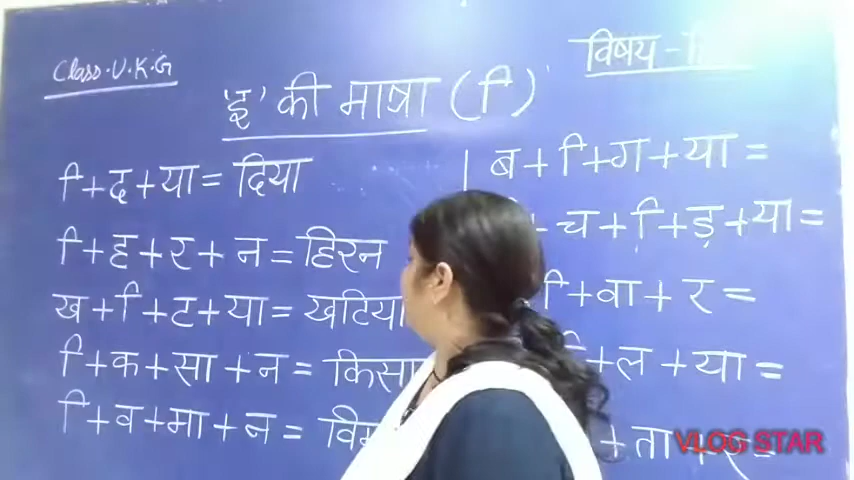 Class.U.K.G
विषय -
'इ' की मात्रा (ि)
ि+द+या= दिया
ि+ह+र+न=हिरन
ख+ि+ट+या= खटिया
ि+क+सा+न=
ि+व+मा+न=
ब+ि+ग+या=
+च+ि+ड़+या=
ि+वा+र=
+ल+या=
+ता+र=
VLOG STAR